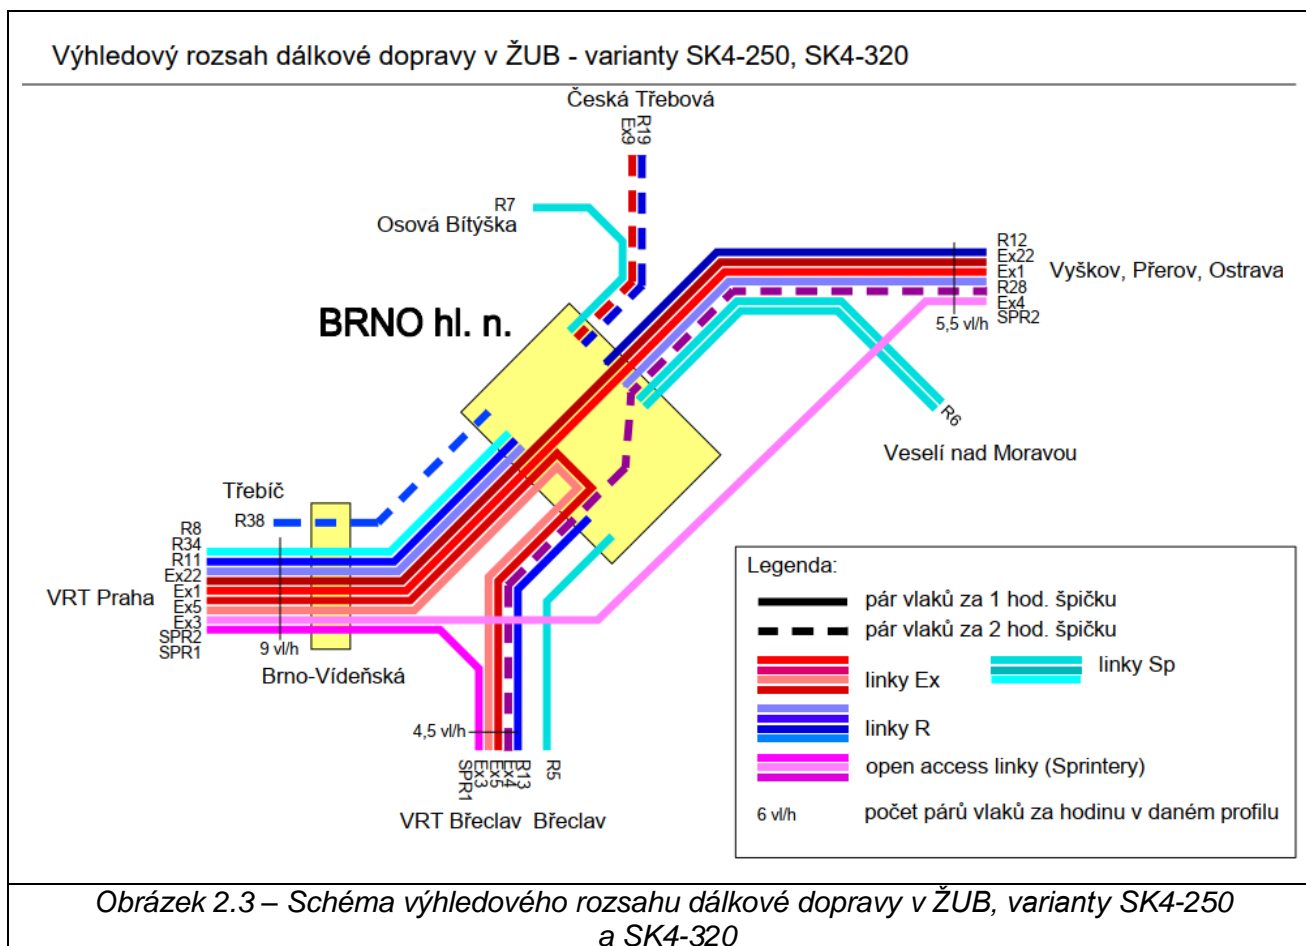 Výhledový rozsah dálkové dopravy v ŽUB - varianty SK4-250, SK4-320
Česká Třebová
Ex9
R19
R7
Osová Bítýška
BRNO hl. n.
R12
Ex22
Ex1
R28
Ex4
SPR2
Vyškov, Přerov, Ostrava
5,5 vl/h
R6
Veselí nad Moravou
Třebíč
R38
R8
R34
R11
Ex22
Ex1
Ex5
Ex3
SPR2
SPR1
VRT Praha
9 vl/h
Brno-Vídeňská
4,5 vl/h
SPR1
Ex3
Ex5
Ex4
R13
R5
VRT Břeclav
Břeclav
Legenda:
pár vlaků za 1 hod. špičku
pár vlaků za 2 hod. špičku
linky Ex
linky Sp
linky R
open access linky (Sprintery)
6 vl/h
počet párů vlaků za hodinu v daném profilu
Obrázek 2.3 – Schéma výhledového rozsahu dálkové dopravy v ŽUB, varianty SK4-250
a SK4-320